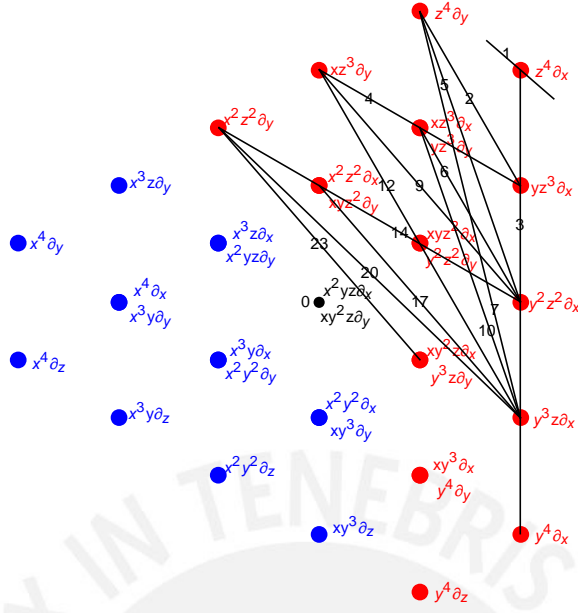 z⁴∂y
1
z⁴∂x
xz³∂y
5
2
4
xz³∂x
yz³∂y
x²z²∂y
6
x²z²∂x
xyz²∂y
12
9
yz³∂x
x³z∂y
3
14
xyz²∂x
y²z²∂y
23
x³z∂x
x²yz∂y
x⁴∂y
20
17
7
10
x⁴∂x
x³y∂y
0
x²yz∂x
xy²z∂y
y²z²∂x
x⁴∂z
x³y∂x
x²y²∂y
xy²z∂x
y³z∂y
x³y∂z
x²y²∂x
xy³∂y
y³z∂x
x²y²∂z
xy³∂x
y⁴∂y
xy³∂z
y⁴∂x
y⁴∂z
X IN TENEBRIS